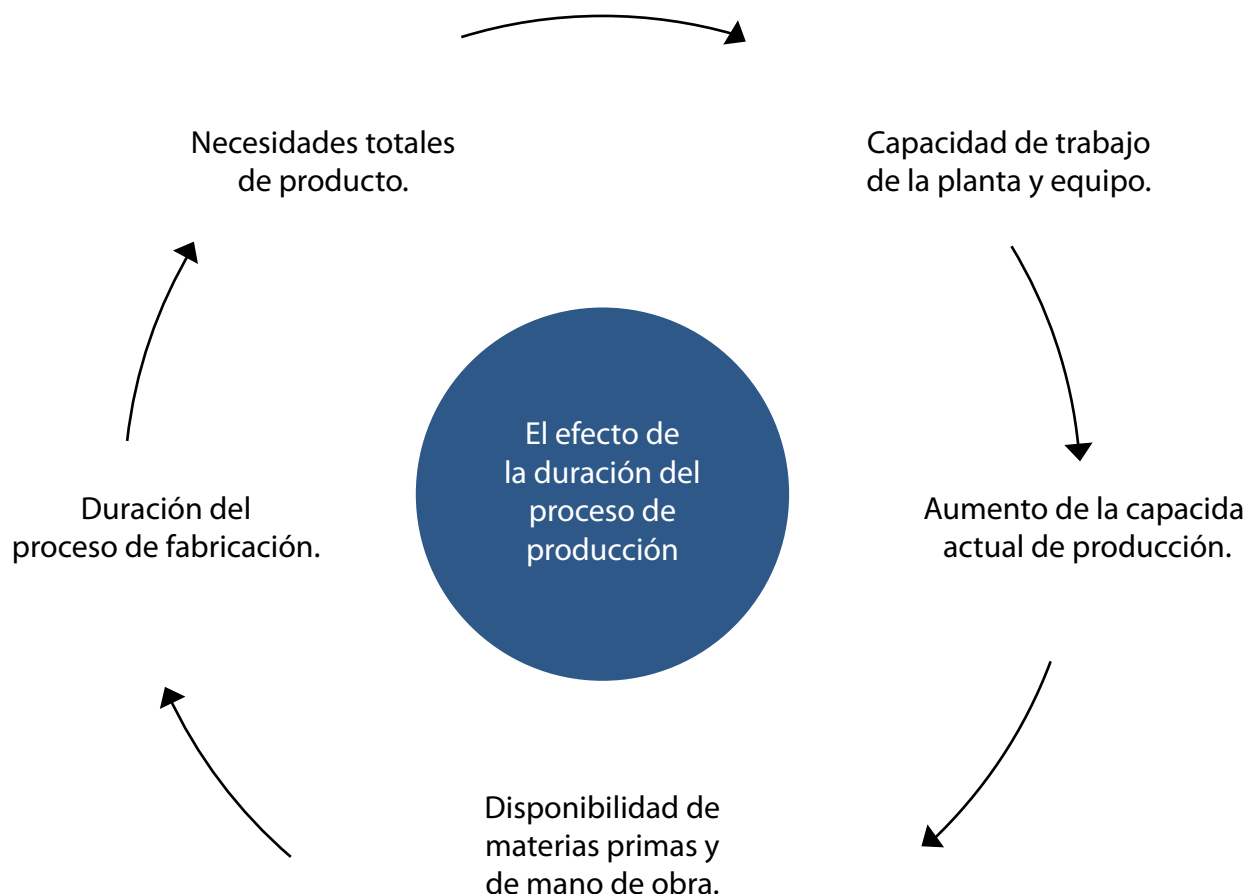 Necesidades totales
de producto.
Capacidad de trabajo
de la planta y equipo.
El efecto de
la duración del
proceso de
producción
Duración del
proceso de fabricación.
Aumento de la capacida
actual de producción.
Disponibilidad de
materias primas y
de mano de obra.